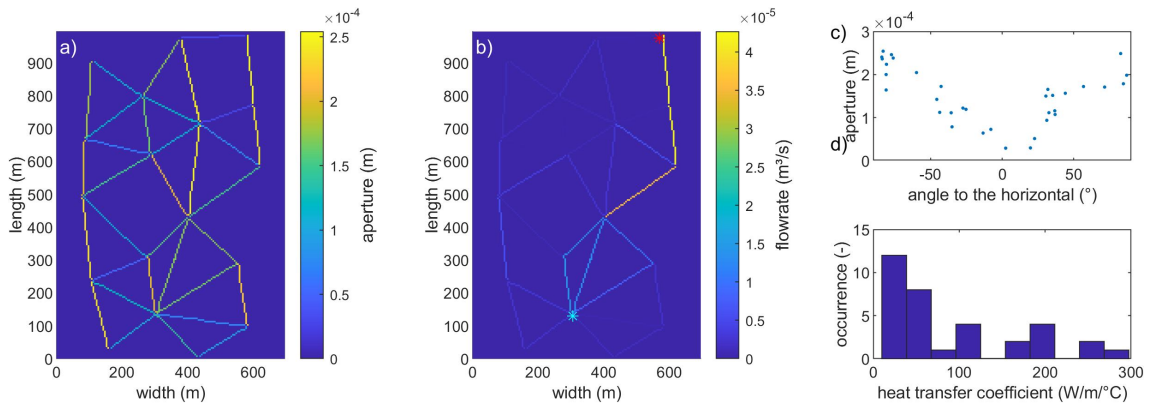 a)
×10⁻⁴
2.5
2
1.5
1
0.5
0
aperture (m)
900
800
700
600
500
400
300
200
100
0
length (m)
0 200 400 600
width (m)
b)
×10⁻⁵
4
3.5
3
2.5
2
1.5
1
0.5
0
flowrate (m³/s)
900
800
700
600
500
400
300
200
100
0
length (m)
0 200 400 600
width (m)
c)
×10⁻⁴
3
2
1
0
aperture (m)
-50 0 50
angle to the horizontal (°)
d)
15
10
5
0
occurrence (-)
0 100 200 300
heat transfer coefficient (W/m/°C)